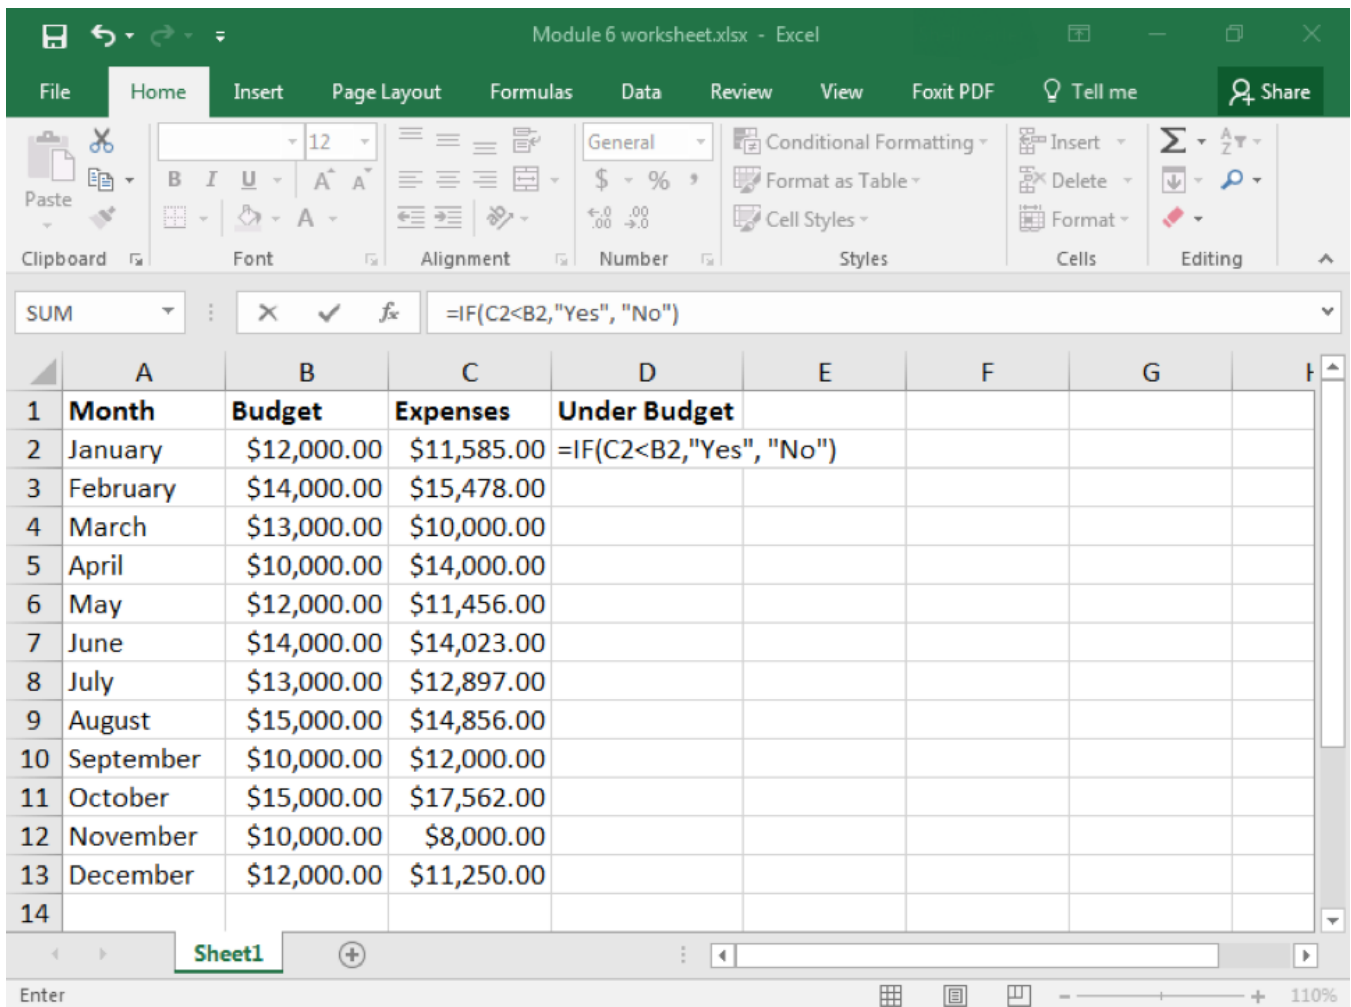 Module 6 worksheet.xlsx - Excel
File Home Insert Page Layout Formulas Data Review View Foxit PDF Tell me Share
12 General Conditional Formatting Insert
Paste B I U A A $ % , Format as Table Delete
A .0 .00 .00 .0 Cell Styles Format
Clipboard Font Alignment Number Styles Cells Editing
SUM fx =IF(C2<B2,"Yes", "No")
A B C D E F G H
1 Month Budget Expenses Under Budget
2 January $12,000.00 $11,585.00 =IF(C2<B2,"Yes", "No")
3 February $14,000.00 $15,478.00
4 March $13,000.00 $10,000.00
5 April $10,000.00 $14,000.00
6 May $12,000.00 $11,456.00
7 June $14,000.00 $14,023.00
8 July $13,000.00 $12,897.00
9 August $15,000.00 $14,856.00
10 September $10,000.00 $12,000.00
11 October $15,000.00 $17,562.00
12 November $10,000.00 $8,000.00
13 December $12,000.00 $11,250.00
14
Sheet1
Enter 110%